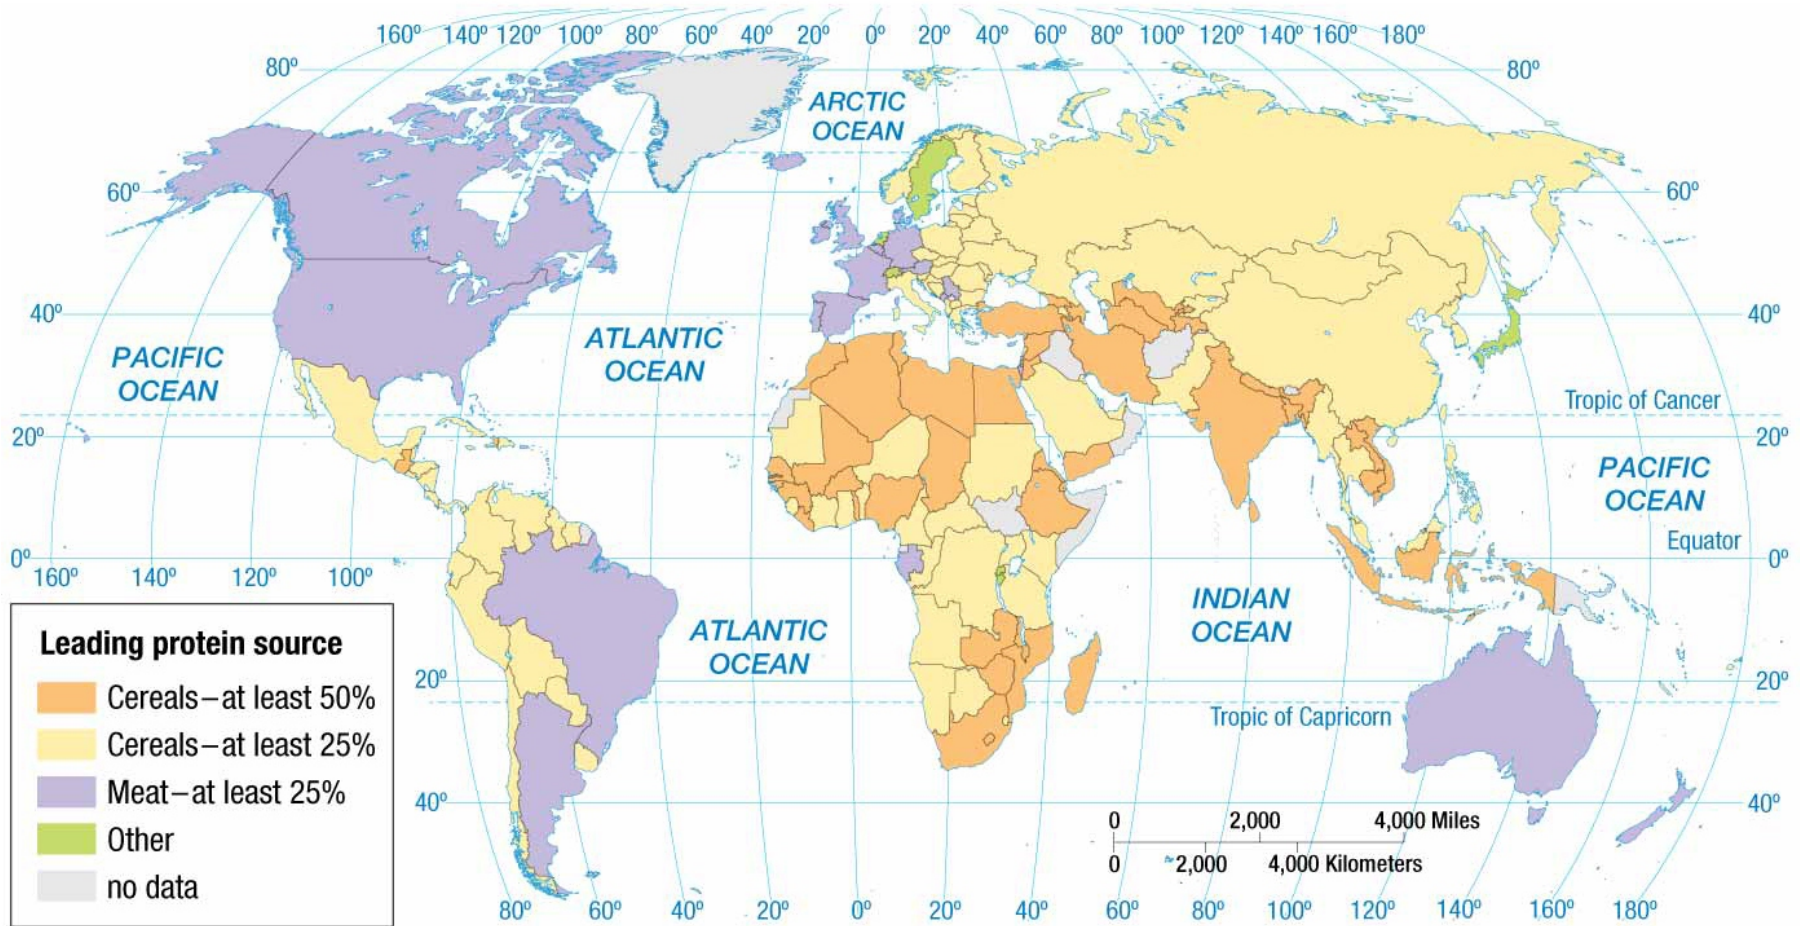 160º 140º 120º 100º 80º 60º 40º 20º 0º 20º 40º 60º 80º 100º 120º 140º 160º 180º
80º 80º
ARCTIC
OCEAN
60º 60º
40º 40º
PACIFIC
OCEAN
ATLANTIC
OCEAN
Tropic of Cancer
20º 20º
PACIFIC
OCEAN
Equator
0º 0º
160º 140º 120º 100º
INDIAN
OCEAN
ATLANTIC
OCEAN
20º 20º
Tropic of Capricorn
40º 40º
Leading protein source
Cereals–at least 50%
Cereals–at least 25%
Meat–at least 25%
Other
no data
0 2,000 4,000 Miles
0 2,000 4,000 Kilometers
80º 60º 40º 20º 0º 20º 40º 60º 80º 100º 120º 140º 160º 180º